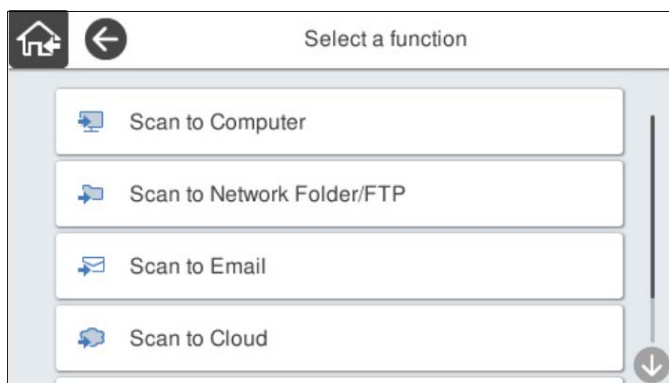 Select a function
Scan to Computer
Scan to Network Folder/FTP
Scan to Email
Scan to Cloud